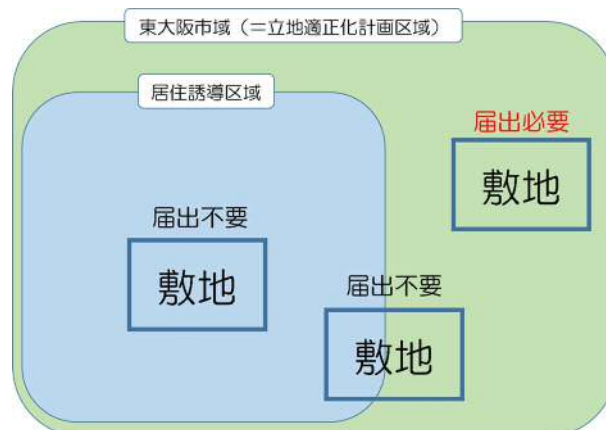 東大阪市域（＝立地適正化計画区域）
居住誘導区域
届出必要
敷地
届出不要
敷地
届出不要
敷地